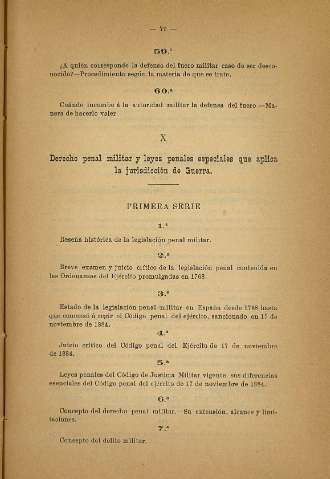 — 47 —
59.ª
¿A quién corresponde la defensa del fuero militar caso de ser desco-
nocido?—Procedimiento según la materia de que se trate.
60.ª
Cuándo incumbe á la autoridad militar la defensa del fuero.—Ma-
nera de hacerlo valer
X
Derecho penal militar y leyes penales especiales que aplica
la jurisdicción de Guerra.
PRIMERA SERIE
1.ª
Reseña histórica de la legislación penal militar.
2.ª
Breve examen y juicio crítico de la legislación penal contenida en
las Ordenanzas del Ejército promulgadas en 1768.
3.ª
Estado de la legislación penal militar en España desde 1768 hasta
que comenzó á regir el Código penal del ejército, sancionado en 17 de
noviembre de 1884.
4.ª
Juicio crítico del Código penal del Ejército de 17 de noviembre
de 1884.
5.ª
Leyes penales del Código de Justicia Militar vigente, sus diferencias
esenciales del Código penal del ejército de 17 de noviembre de 1884.
6.ª
Concepto del derecho penal militar.—Su extensión, alcance y limi-
taciones.
7.ª
Concepto del delito militar.